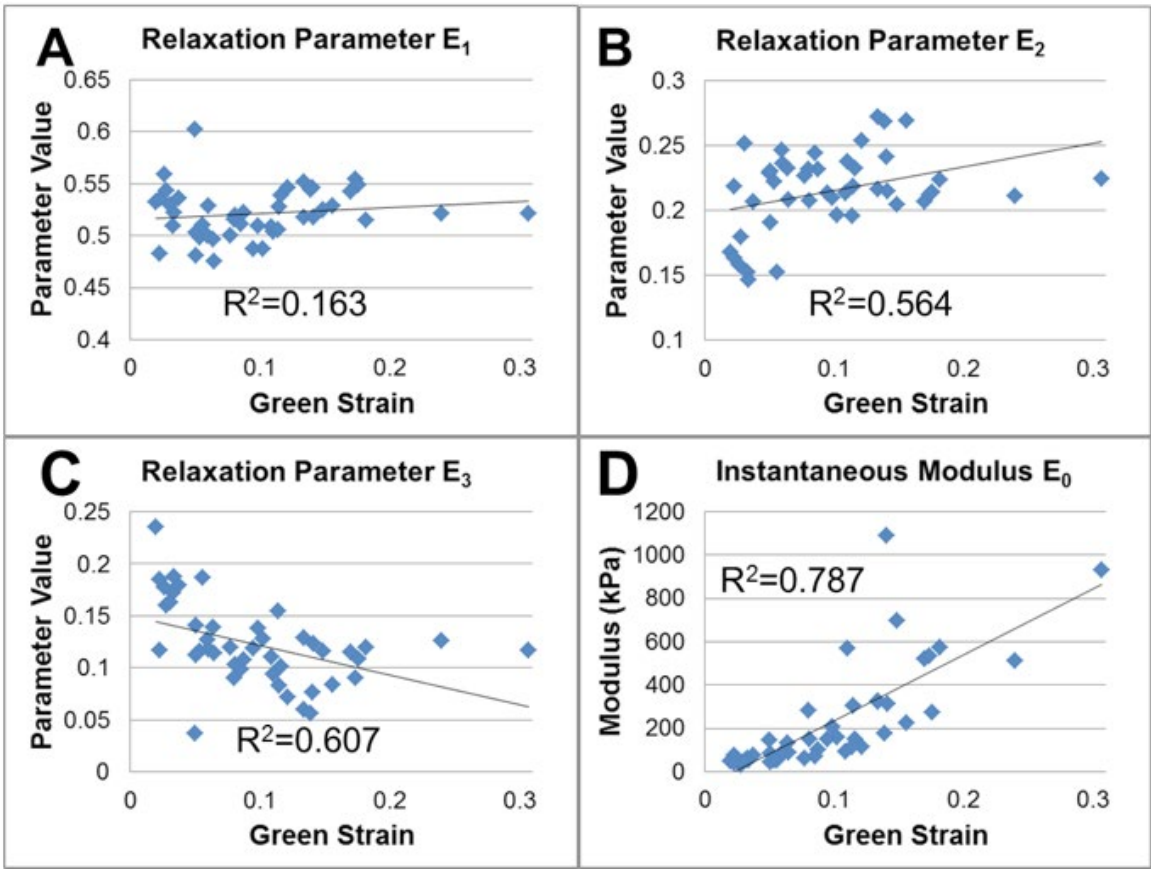 A
Relaxation Parameter E₁
Parameter Value
0.65
0.6
0.55
0.5
0.45
0.4
R²=0.163
0 0.1 0.2 0.3
Green Strain
B
Relaxation Parameter E₂
Parameter Value
0.3
0.25
0.2
0.15
0.1
R²=0.564
0 0.1 0.2 0.3
Green Strain
C
Relaxation Parameter E₃
Parameter Value
0.25
0.2
0.15
0.1
0.05
0
R²=0.607
0 0.1 0.2 0.3
Green Strain
D
Instantaneous Modulus E₀
Modulus (kPa)
1200
1000
800
600
400
200
0
R²=0.787
0 0.1 0.2 0.3
Green Strain